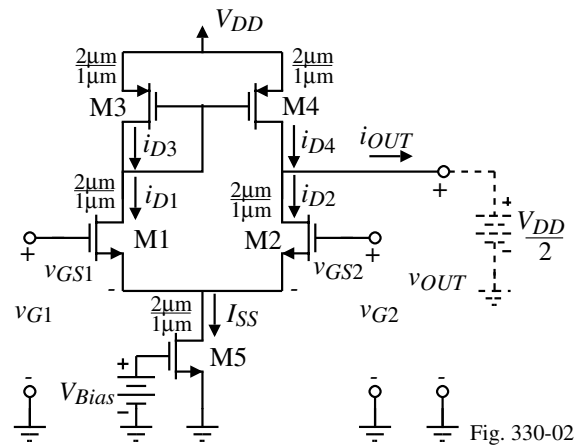 V_DD
2μm
1μm
2μm
1μm
M3
M4
i_D3
i_D4
i_OUT
+
2μm
1μm
i_D1
2μm
1μm
i_D2
+
V_DD
2
-
M1
M2
+
v_GS1
v_GS2
+
v_OUT
-
-
v_G1
2μm
1μm
I_SS
v_G2
M5
+
V_Bias
-
-
-
-
Fig. 330-02